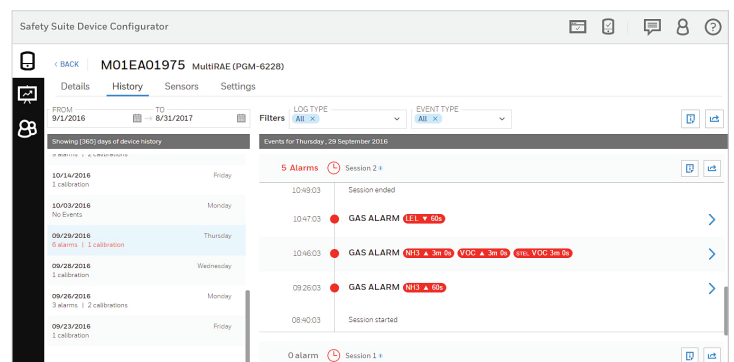 Safety Suite Device Configurator
< BACK M01EA01975 MultiRAE (PGM-6228)
Details History Sensors Settings
FROM TO
9/1/2016 → 8/31/2017
Filters
LOG TYPE
All ×
EVENT TYPE
All ×
Showing [365] days of device history
9 alarms | 2 calibrations
10/14/2016 Friday
1 calibration
10/03/2016 Monday
No Events
09/29/2016 Thursday
6 alarms | 1 calibration
09/28/2016 Wednesday
1 calibration
09/26/2016 Monday
3 alarms | 2 calibrations
09/23/2016 Friday
1 calibration
Events for Thursday , 29 September 2016
5 Alarms Session 2 +
10:49:03 Session ended
10:47:03 GAS ALARM LEL ▼ 60s
10:46:03 GAS ALARM NH3 ▲ 3m 0s VOC ▲ 3m 0s STEL VOC 3m 0s
09:26:03 GAS ALARM NH3 ▲ 60s
08:40:03 Session started
0 alarm Session 1 +